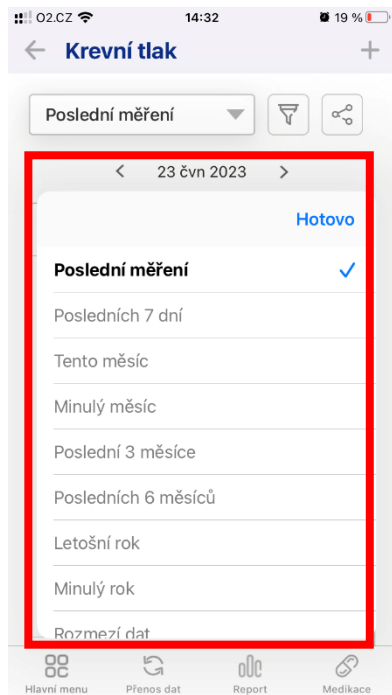 O2.CZ 14:32 19 %
Krevní tlak
Poslední měření
23 čvn 2023
Hotovo
Poslední měření
Posledních 7 dní
Tento měsíc
Minulý měsíc
Poslední 3 měsíce
Posledních 6 měsíců
Letošní rok
Minulý rok
Rozmezí dat
Hlavní menu Přenos dat Report Medikace